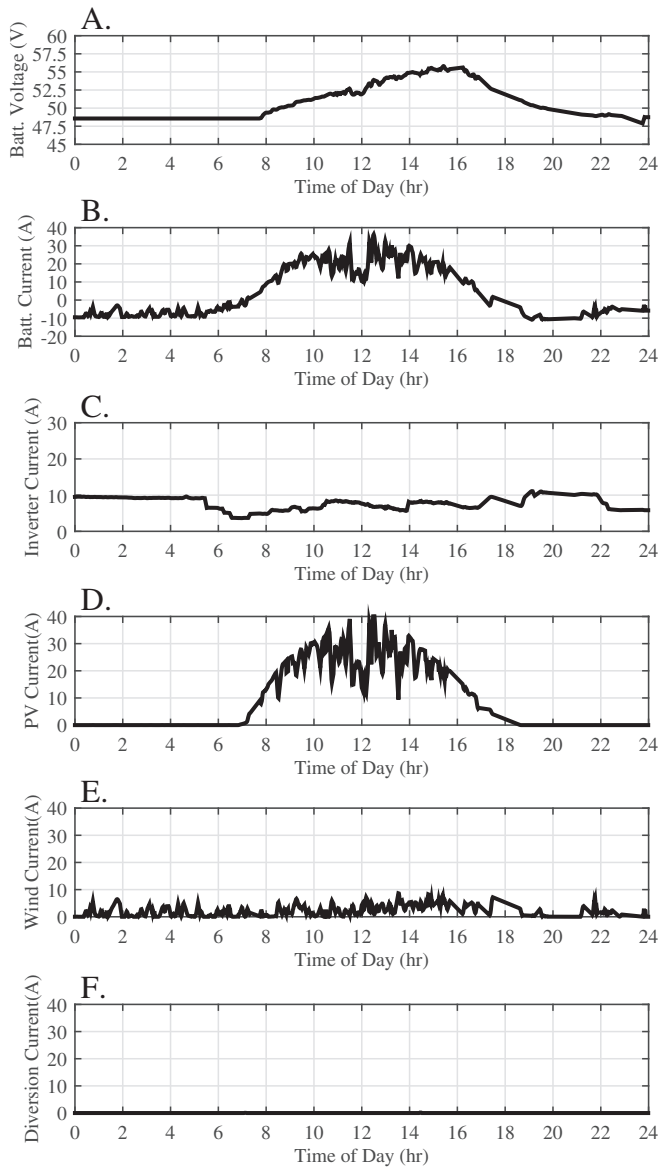 A.
Batt. Voltage (V)
60
57.5
55
52.5
50
47.5
45
0 2 4 6 8 10 12 14 16 18 20 22 24
Time of Day (hr)
B.
Batt. Current (A)
40
30
20
10
0
-10
-20
0 2 4 6 8 10 12 14 16 18 20 22 24
Time of Day (hr)
C.
Inverter Current (A)
30
20
10
0
0 2 4 6 8 10 12 14 16 18 20 22 24
Time of Day (hr)
D.
PV Current(A)
40
30
20
10
0
0 2 4 6 8 10 12 14 16 18 20 22 24
Time of Day (hr)
E.
Wind Current(A)
40
30
20
10
0
0 2 4 6 8 10 12 14 16 18 20 22 24
Time of Day (hr)
F.
Diversion Current(A)
40
30
20
10
0
0 2 4 6 8 10 12 14 16 18 20 22 24
Time of Day (hr)